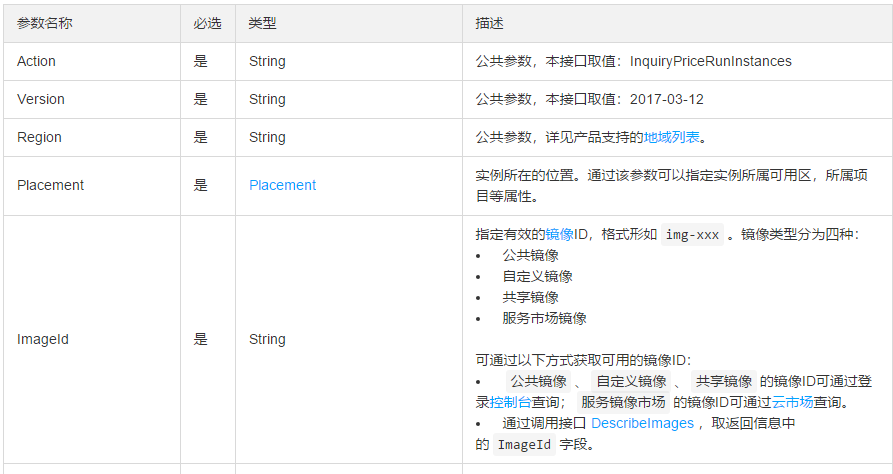 参数名称 必选 类型 描述
Action 是 String 公共参数，本接口取值：InquiryPriceRunInstances
Version 是 String 公共参数，本接口取值：2017-03-12
Region 是 String 公共参数，详见产品支持的地域列表。
Placement 是 Placement 实例所在的位置。通过该参数可以指定实例所属可用区，所属项
目等属性。
ImageId 是 String 指定有效的镜像ID，格式形如 img-xxx 。镜像类型分为四种：
• 公共镜像
• 自定义镜像
• 共享镜像
• 服务市场镜像
可通过以下方式获取可用的镜像ID：
• 公共镜像 、 自定义镜像 、 共享镜像 的镜像ID可通过登
录控制台查询； 服务镜像市场 的镜像ID可通过云市场查询。
• 通过调用接口 DescribeImages ，取返回信息中
的 ImageId 字段。